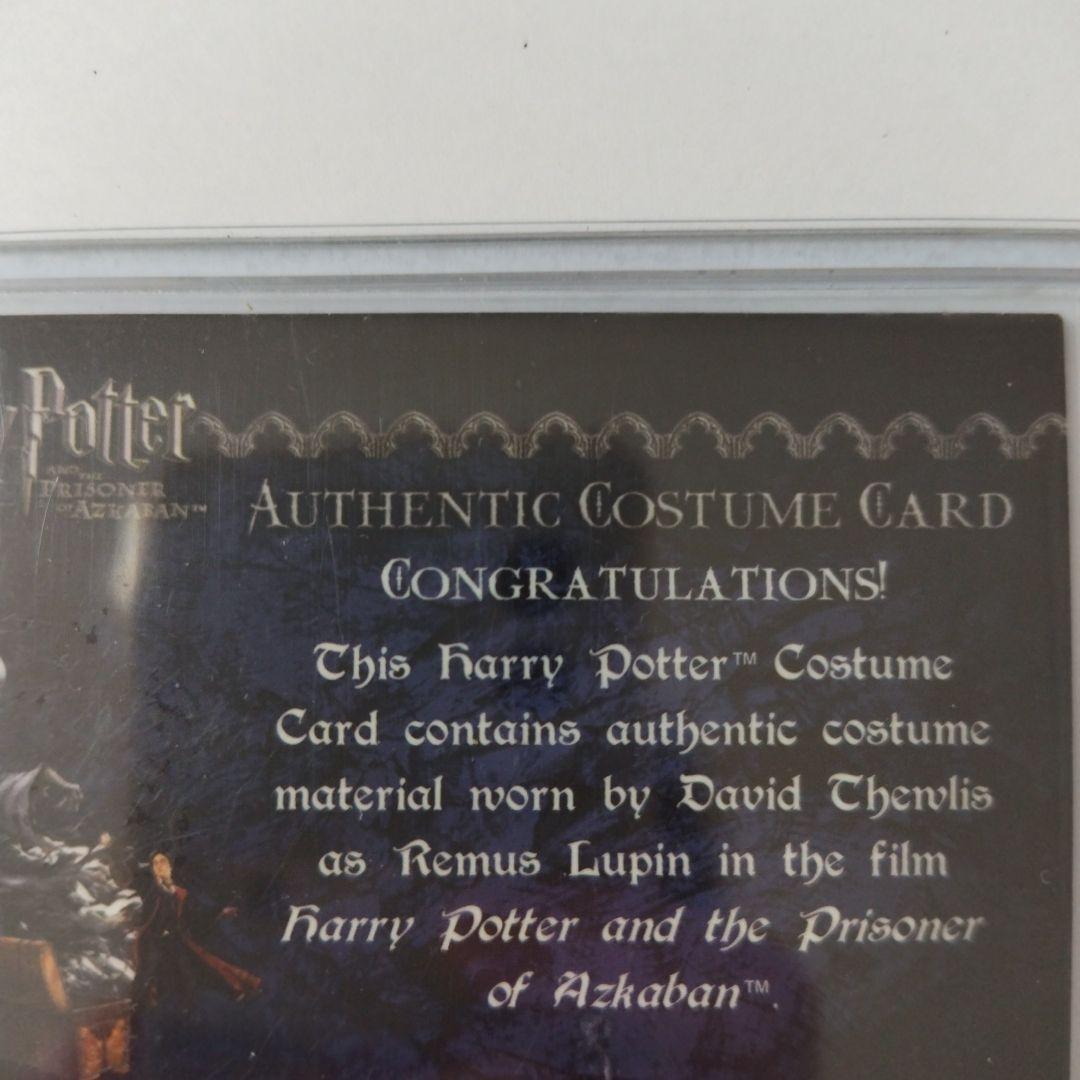 Potter
AND THE
PRISONER
OF AZKABAN™
AUTHENTIC COSTUME CARD
CONGRATULATIONS!
This Harry Potter™ Costume
Card contains authentic costume
material worn by David Thewlis
as Remus Lupin in the film
Harry Potter and the Prisoner
of Azkaban™.